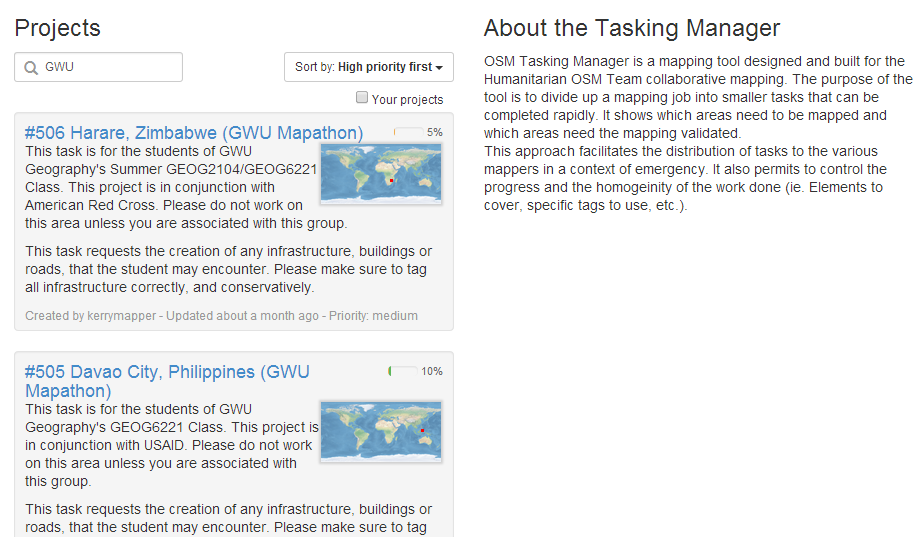 Projects
GWU
Sort by: High priority first
Your projects
#506 Harare, Zimbabwe (GWU Mapathon)
5%
This task is for the students of GWU
Geography's Summer GEOG2104/GEOG6221
Class. This project is in conjunction with
American Red Cross. Please do not work on
this area unless you are associated with this group.
This task requests the creation of any infrastructure, buildings or
roads, that the student may encounter. Please make sure to tag
all infrastructure correctly, and conservatively.
Created by kerrymapper - Updated about a month ago - Priority: medium
#505 Davao City, Philippines (GWU
Mapathon)
10%
This task is for the students of GWU
Geography's GEOG6221 Class. This project is
in conjunction with USAID. Please do not work
on this area unless you are associated with
this group.
This task requests the creation of any infrastructure, buildings or
roads, that the student may encounter. Please make sure to tag
About the Tasking Manager
OSM Tasking Manager is a mapping tool designed and built for the
Humanitarian OSM Team collaborative mapping. The purpose of the
tool is to divide up a mapping job into smaller tasks that can be
completed rapidly. It shows which areas need to be mapped and
which areas need the mapping validated.
This approach facilitates the distribution of tasks to the various
mappers in a context of emergency. It also permits to control the
progress and the homogeinity of the work done (ie. Elements to
cover, specific tags to use, etc.).